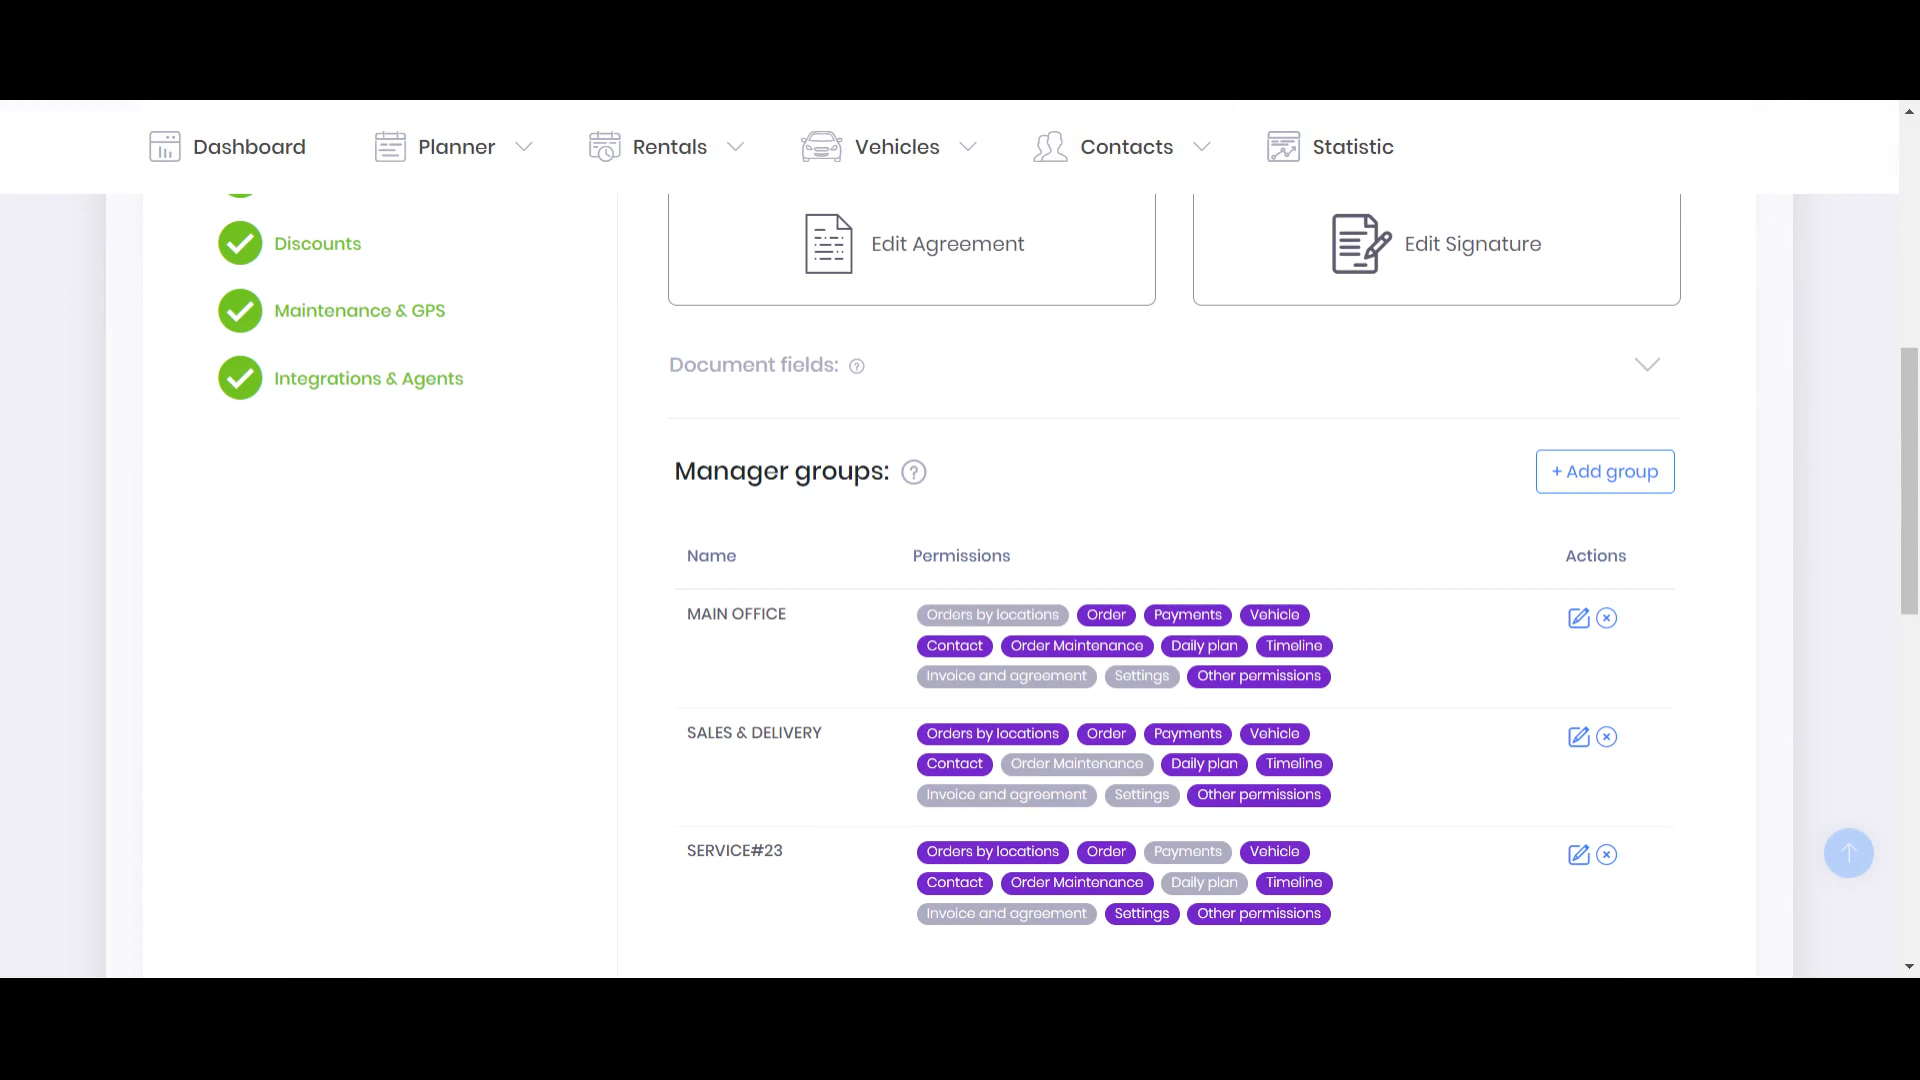 Dashboard Planner Rentals Vehicles Contacts Statistic
Discounts
Maintenance & GPS
Integrations & Agents
Edit Agreement
Edit Signature
Document fields: ?
Manager groups: ?
+ Add group
Name Permissions Actions
MAIN OFFICE
Orders by locations Order Payments Vehicle
Contact Order Maintenance Daily plan Timeline
Invoice and agreement Settings Other permissions
SALES & DELIVERY
Orders by locations Order Payments Vehicle
Contact Order Maintenance Daily plan Timeline
Invoice and agreement Settings Other permissions
SERVICE#23
Orders by locations Order Payments Vehicle
Contact Order Maintenance Daily plan Timeline
Invoice and agreement Settings Other permissions